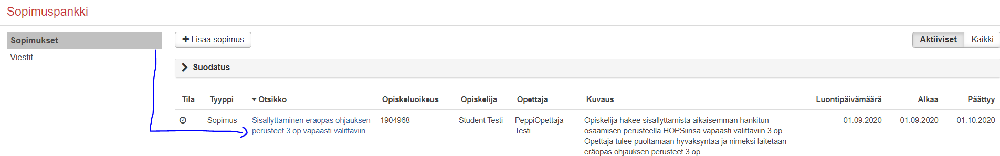 Sopimuspankki
Sopimukset
Viestit
Lisää sopimus
Aktiiviset Kaikki
Suodatus
Tila Tyyppi Otsikko Opiskeluoikeus Opiskelija Opettaja Kuvaus Luontipäivämäärä Alkaa Päättyy
Sopimus Sisällyttäminen eräopas ohjauksen 1904968 Student Testi PeppiOpettaja Opiskelija hakee sisällyttämistä aikaisemman hankitun 01.09.2020 01.09.2020 01.10.2020
perusteet 3 op vapaasti valittaviin Testi osaamisen perusteella HOPSiinsa vapaasti valittaviin 3 op.
Opettaja tulee puoltamaan hyväksyntää ja nimeksi laitetaan
eräopas ohjauksen perusteet 3 op.